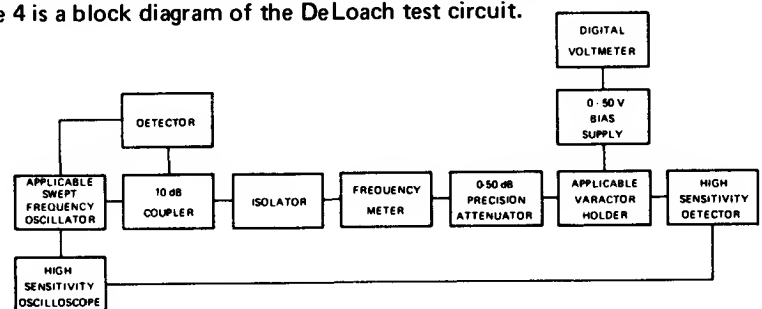 e 4 is a block diagram of the DeLoach test circuit.
DIGITAL
VOLTMETER
0-50 V
BIAS
SUPPLY
DETECTOR
APPLICABLE
SWEPT
FREQUENCY
OSCILLATOR
10 dB
COUPLER
ISOLATOR
FREQUENCY
METER
0-50 dB
PRECISION
ATTENUATOR
APPLICABLE
VARACTOR
HOLDER
HIGH
SENSITIVITY
DETECTOR
HIGH
SENSITIVITY
OSCILLOSCOPE